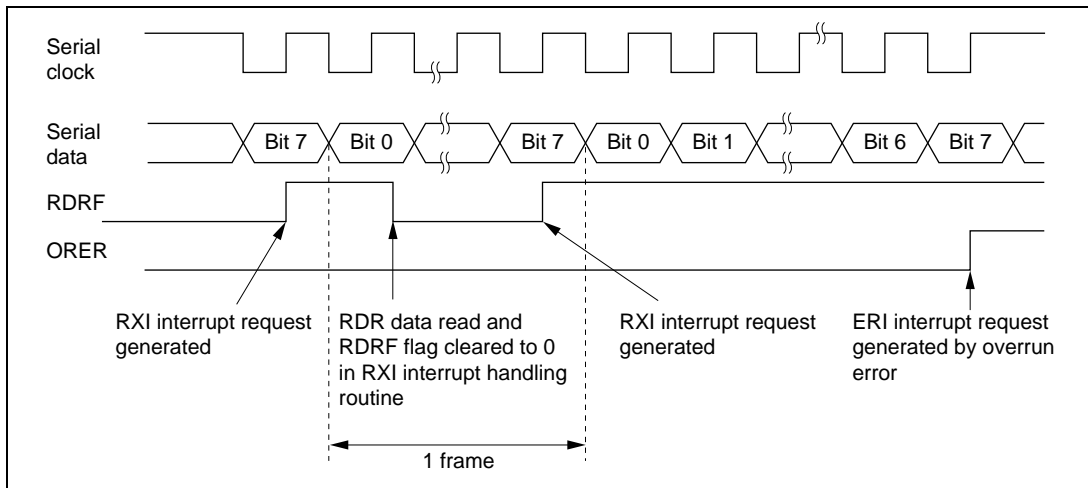 Serial
clock
Serial
data
Bit 7
Bit 0
Bit 7
Bit 0
Bit 1
Bit 6
Bit 7
RDRF
ORER
RXI interrupt request
generated
RDR data read and
RDRF flag cleared to 0
in RXI interrupt handling
routine
RXI interrupt request
generated
ERI interrupt request
generated by overrun
error
1 frame